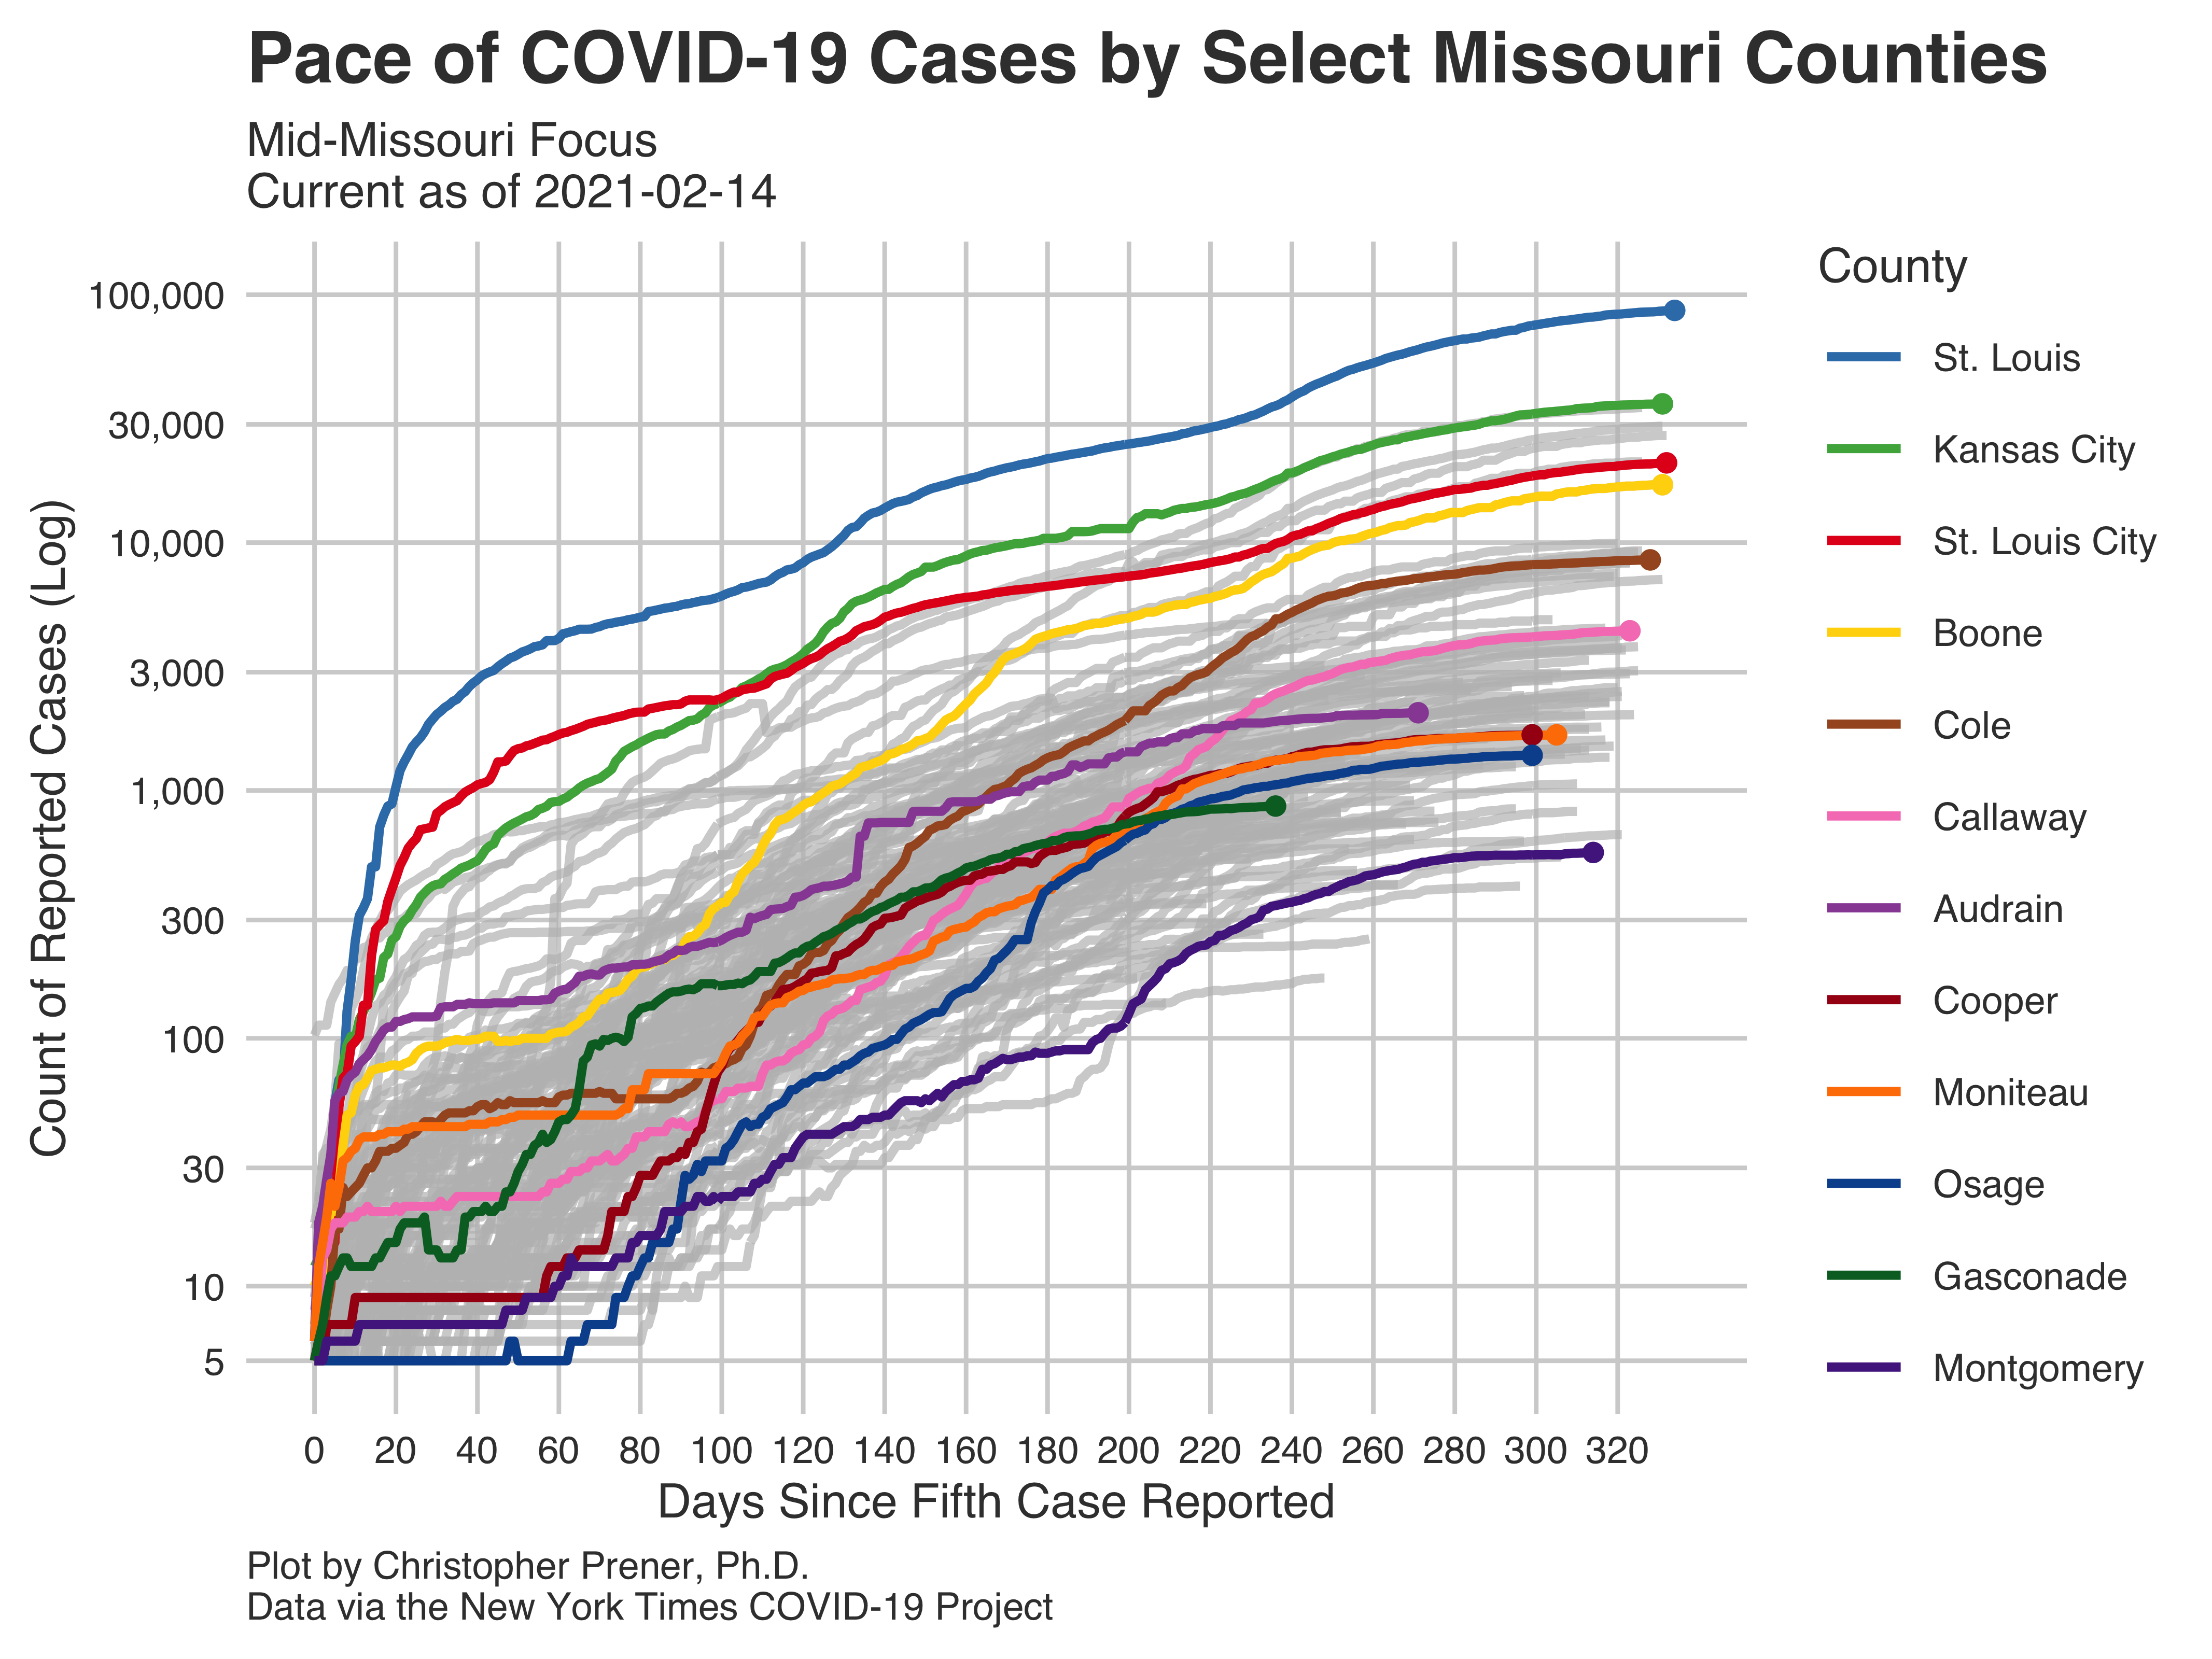 Pace of COVID-19 Cases by Select Missouri Counties
Mid-Missouri Focus
Current as of 2021-02-14
Count of Reported Cases (Log)
100,000
30,000
10,000
3,000
1,000
300
100
30
10
5
0 20 40 60 80 100 120 140 160 180 200 220 240 260 280 300 320
Days Since Fifth Case Reported
County
St. Louis
Kansas City
St. Louis City
Boone
Cole
Callaway
Audrain
Cooper
Moniteau
Osage
Gasconade
Montgomery
Plot by Christopher Prener, Ph.D.
Data via the New York Times COVID-19 Project